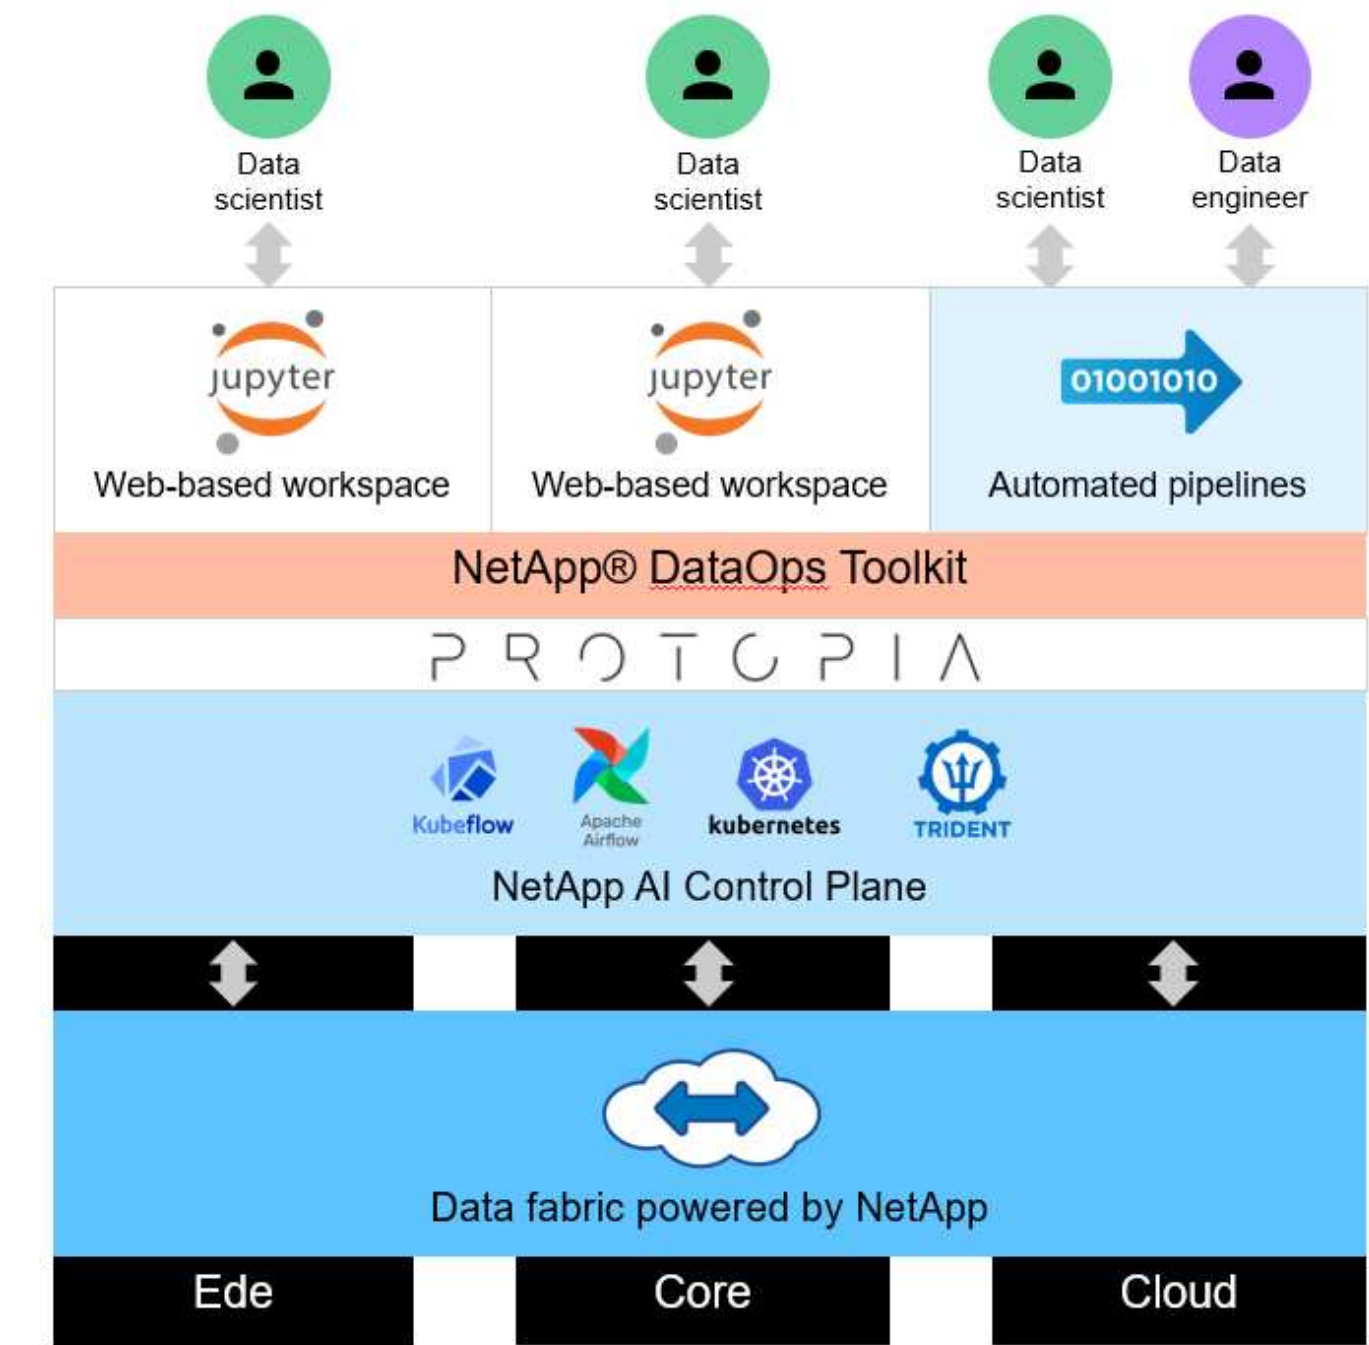 Data
scientist
Data
scientist
Data
scientist
Data
engineer
jupyter
jupyter
01001010
Web-based workspace
Web-based workspace
Automated pipelines
NetApp® DataOps Toolkit
PROTOPIA
Kubeflow
Apache
Airflow
kubernetes
TRIDENT
NetApp AI Control Plane
Data fabric powered by NetApp
Ede
Core
Cloud